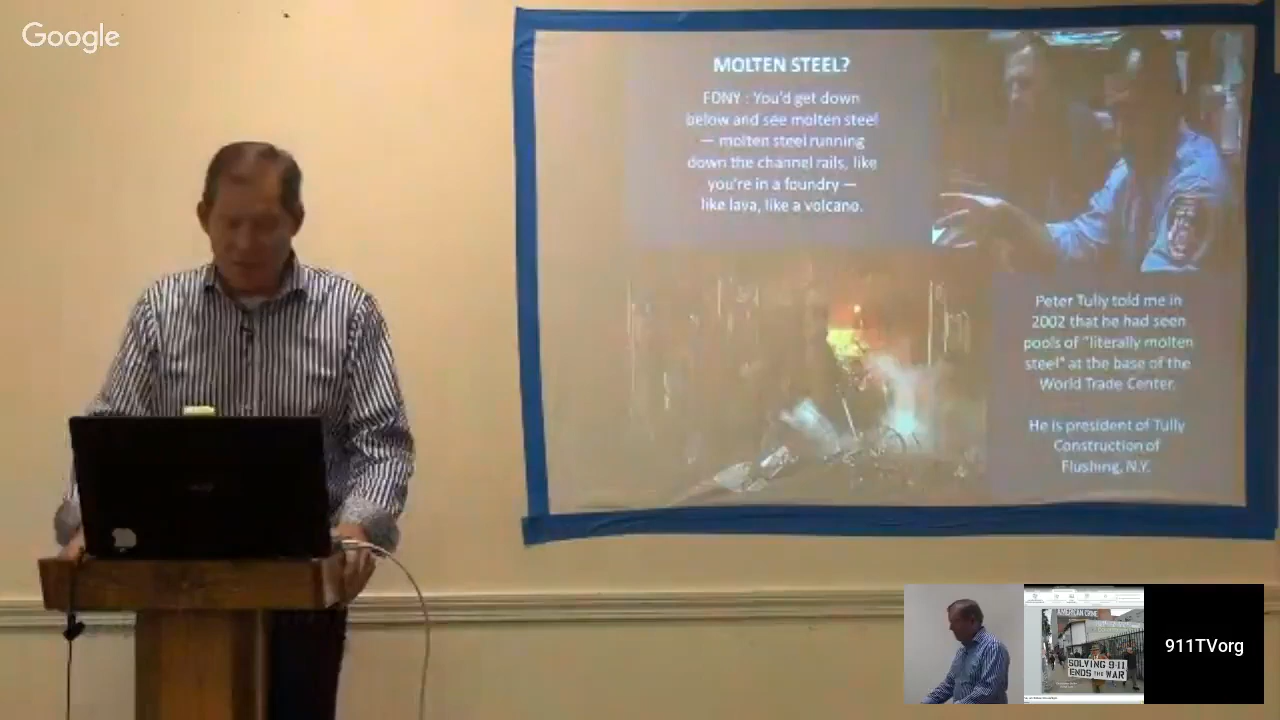 Google
MOLTEN STEEL?
FDNY : You'd get down
below and see molten steel
— molten steel running
down the channel rails, like
you're in a foundry —
like lava, like a volcano.
Peter Tully told me in
2002 that he had seen
pools of "literally molten
steel" at the base of the
World Trade Center.
He is president of Tully
Construction of
Flushing, N.Y.
AMERICAN CRIME
SOLVING 9-11
ENDS THE WAR
911TVorg